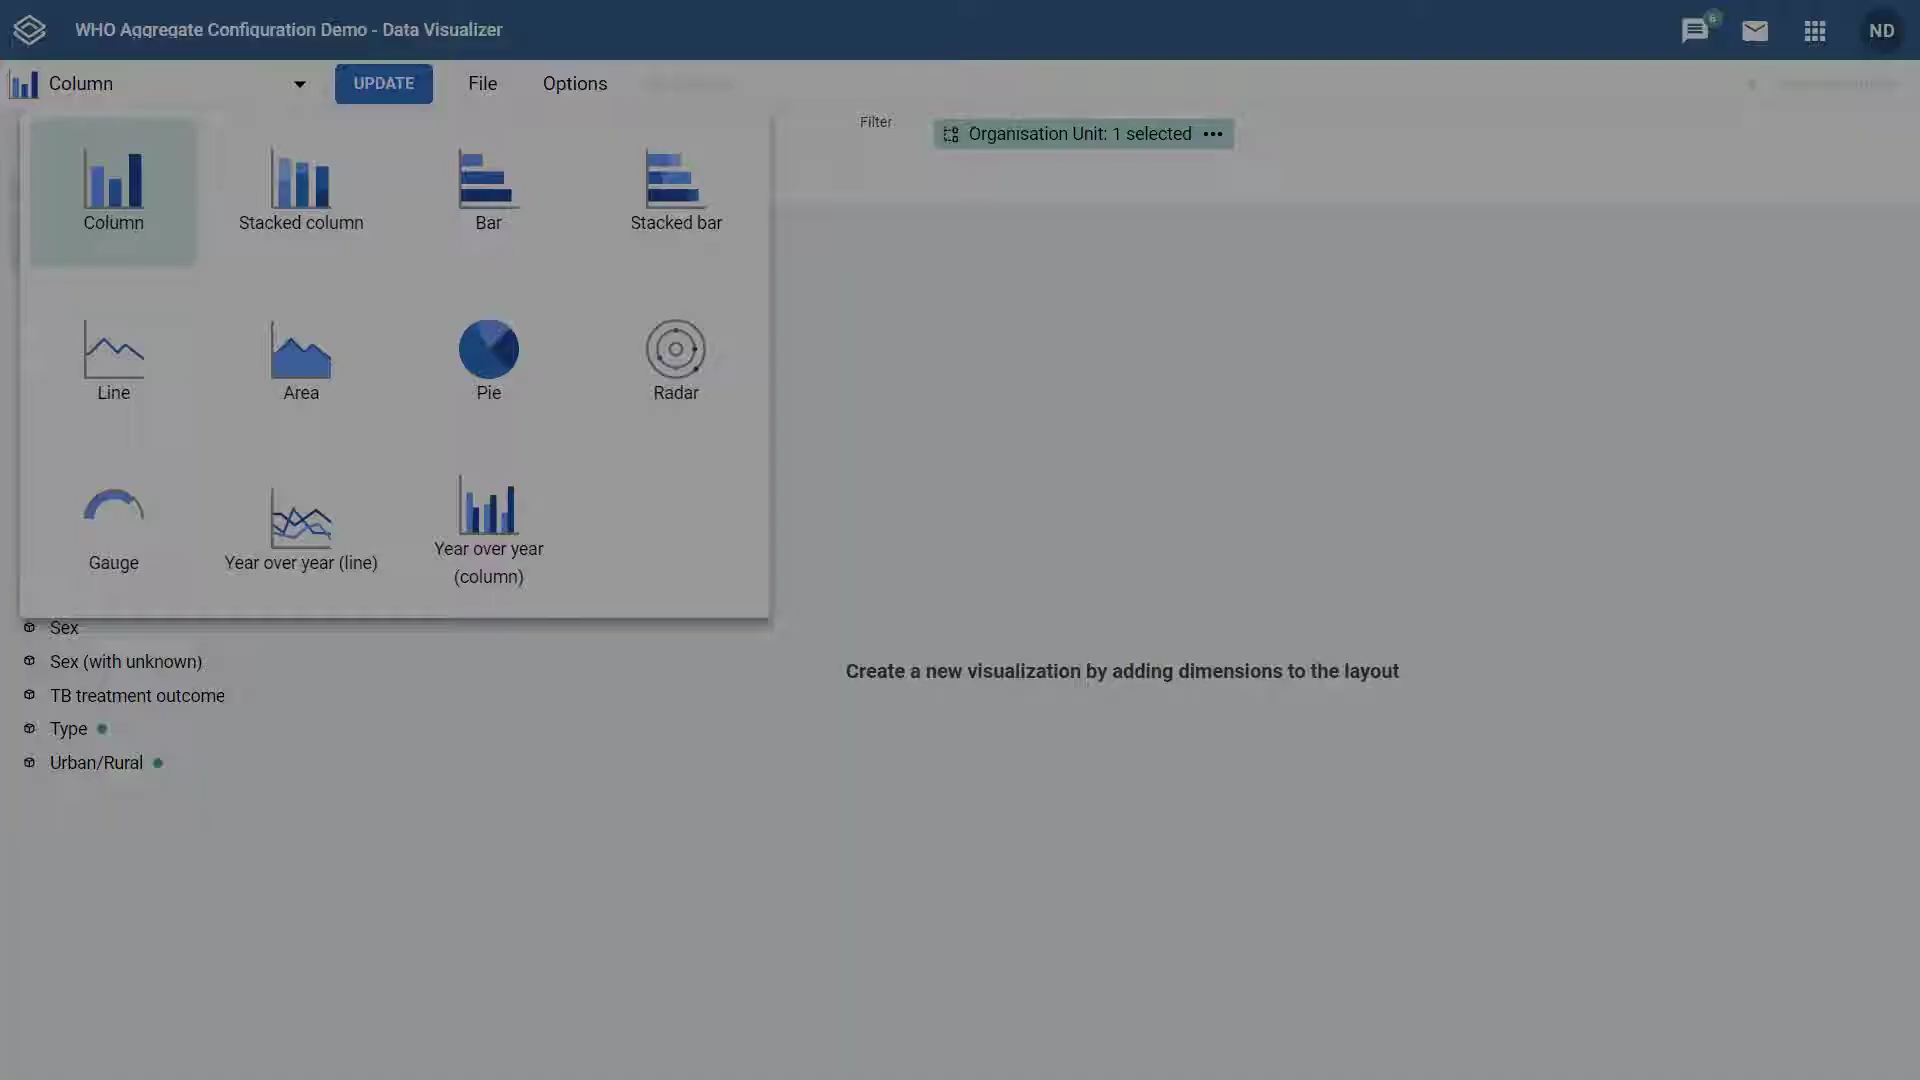 WHO Aggregate Configuration Demo - Data Visualizer
6
ND
Column
UPDATE
File
Options
Filter
Organisation Unit: 1 selected
Column
Stacked column
Bar
Stacked bar
Line
Area
Pie
Radar
Gauge
Year over year (line)
Year over year
(column)
Sex
Sex (with unknown)
TB treatment outcome
Type
Urban/Rural
Create a new visualization by adding dimensions to the layout